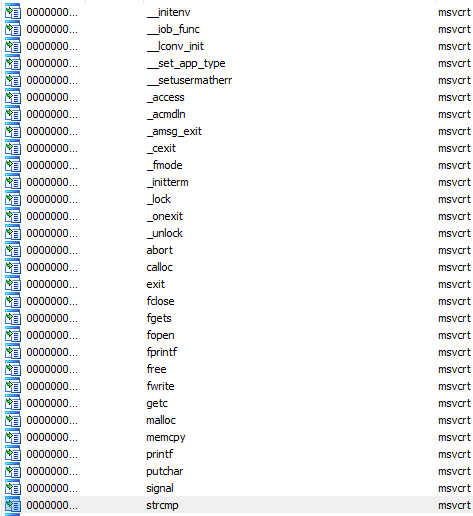 0000000... __initenv msvcrt
0000000... __iob_func msvcrt
0000000... __lconv_init msvcrt
0000000... __set_app_type msvcrt
0000000... __setusermatherr msvcrt
0000000... _access msvcrt
0000000... _acmdln msvcrt
0000000... _amsg_exit msvcrt
0000000... _cexit msvcrt
0000000... _fmode msvcrt
0000000... _initterm msvcrt
0000000... _lock msvcrt
0000000... _onexit msvcrt
0000000... _unlock msvcrt
0000000... abort msvcrt
0000000... calloc msvcrt
0000000... exit msvcrt
0000000... fclose msvcrt
0000000... fgets msvcrt
0000000... fopen msvcrt
0000000... fprintf msvcrt
0000000... free msvcrt
0000000... fwrite msvcrt
0000000... getc msvcrt
0000000... malloc msvcrt
0000000... memcpy msvcrt
0000000... printf msvcrt
0000000... putchar msvcrt
0000000... signal msvcrt
0000000... strcmp msvcrt